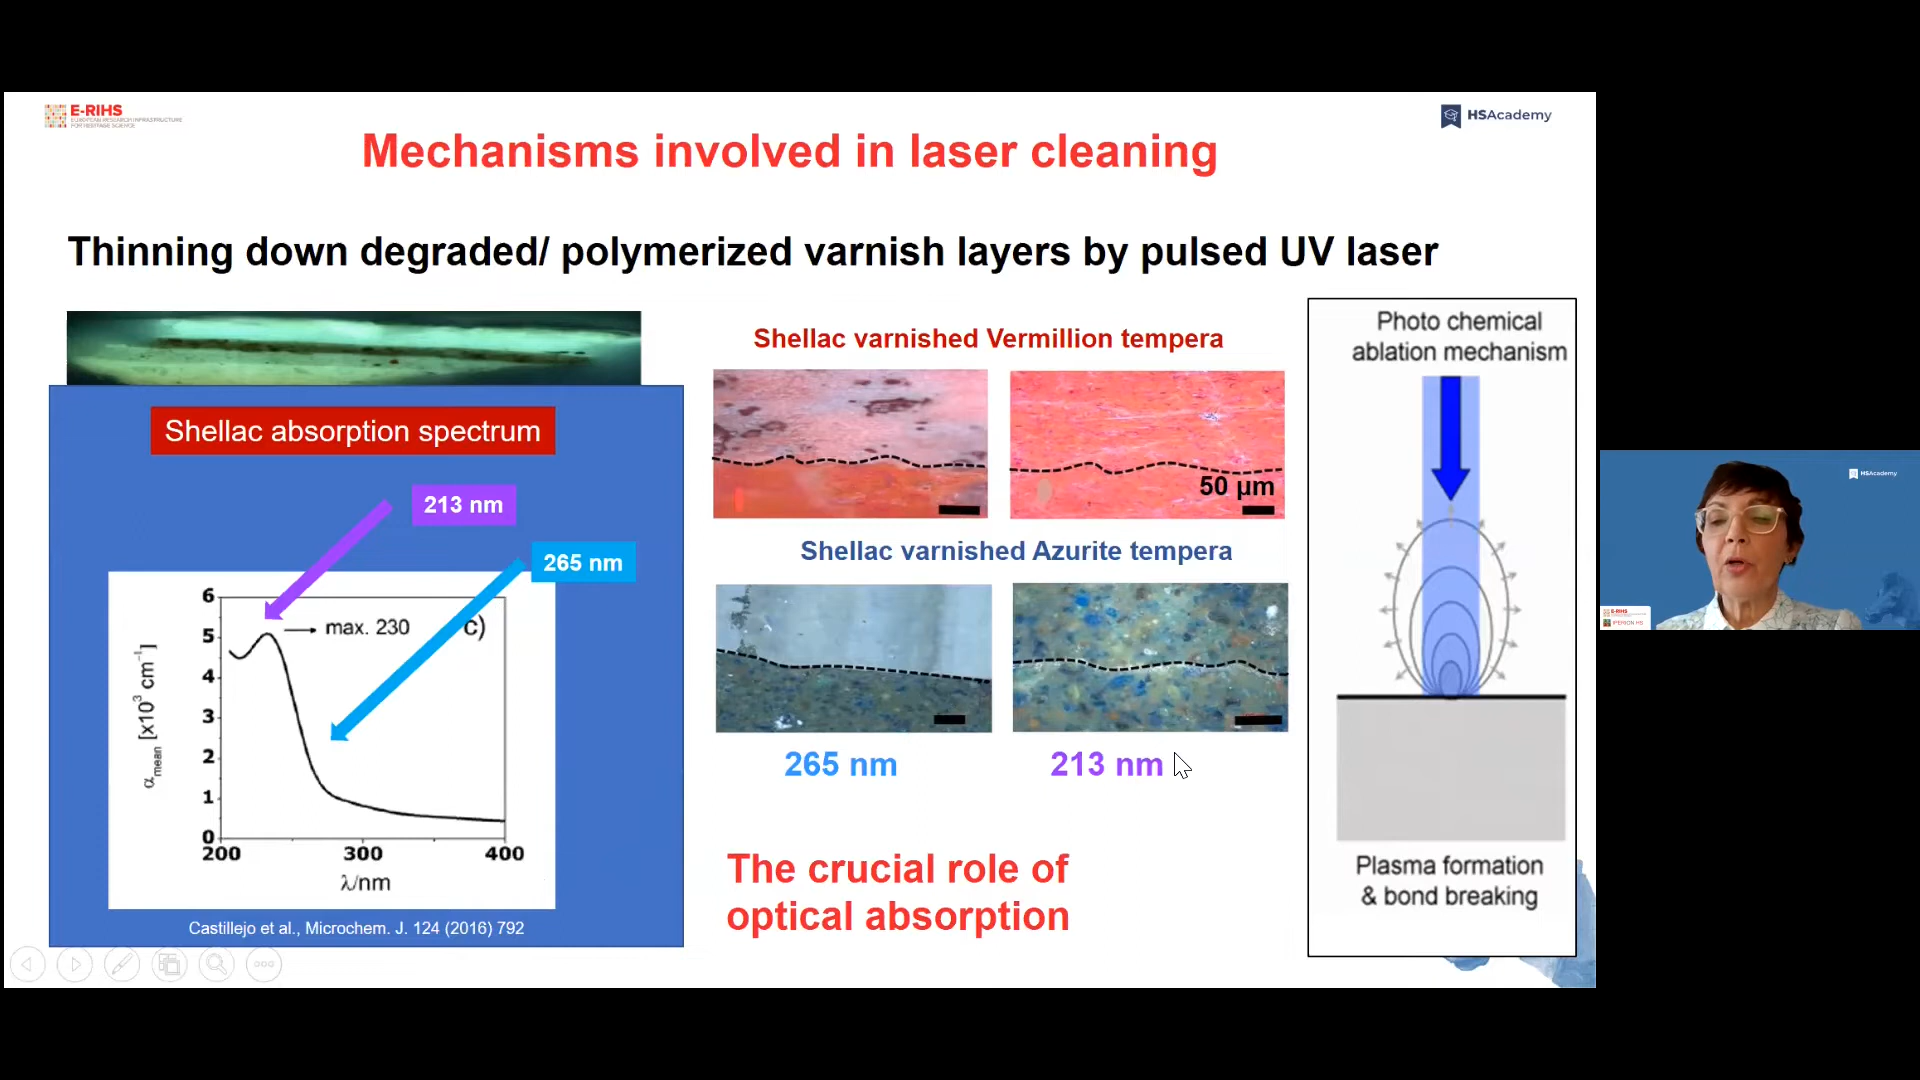 E-RIHS
EUROPEAN RESEARCH INFRASTRUCTURE
FOR HERITAGE SCIENCE
HSAcademy
Mechanisms involved in laser cleaning
Thinning down degraded/ polymerized varnish layers by pulsed UV laser
Shellac absorption spectrum
213 nm
265 nm
6
5
4
3
2
1
0
200
300
400
max. 230
c)
αmean [x10³ cm⁻¹]
λ/nm
Castillejo et al., Microchem. J. 124 (2016) 792
Shellac varnished Vermillion tempera
50 µm
Shellac varnished Azurite tempera
265 nm
213 nm
The crucial role of
optical absorption
Photo chemical
ablation mechanism
Plasma formation
& bond breaking
HSAcademy
E-RIHS
IPERION HS